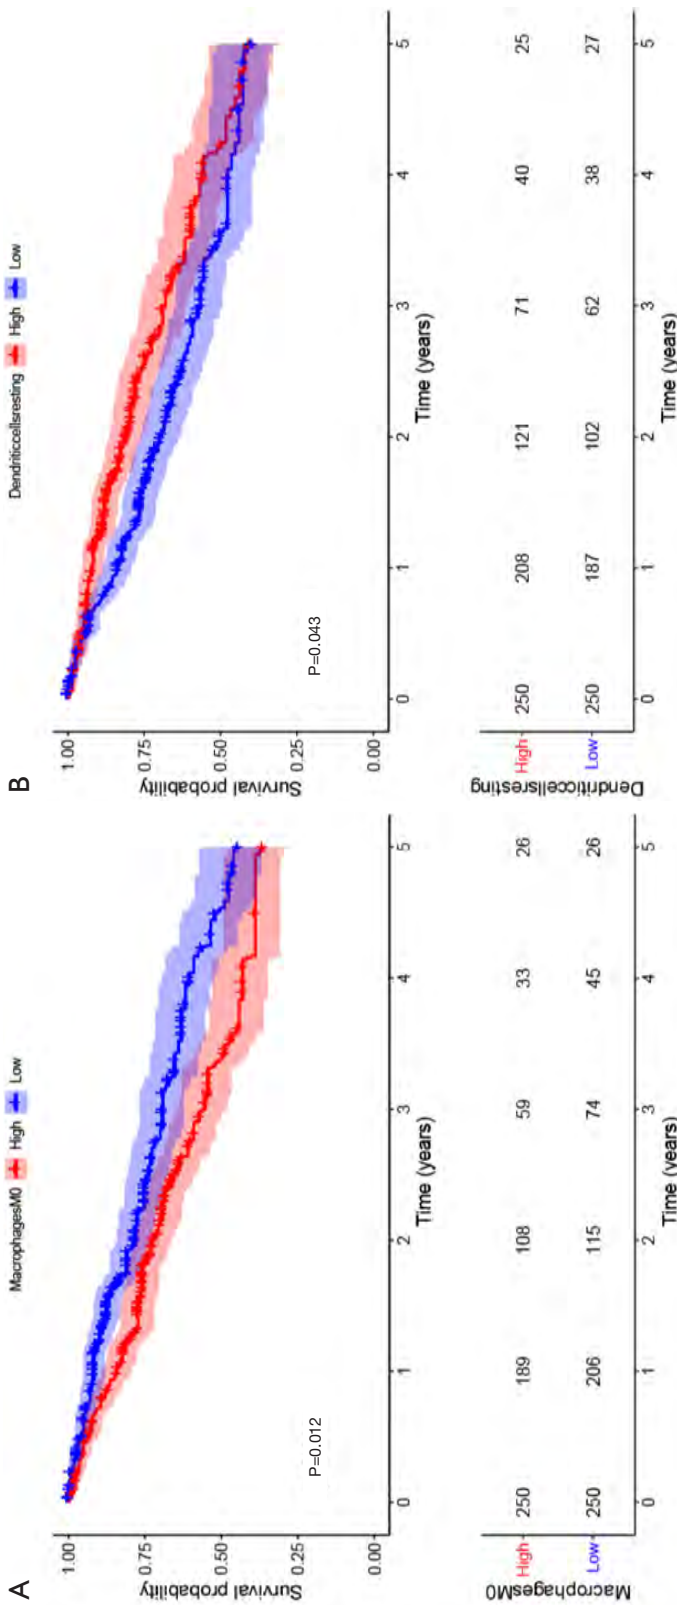 A
MacrophagesM0 High Low
Survival probability
1.00
0.75
0.50
0.25
0.00
P=0.012
0 1 2 3 4 5
Time (years)
MacrophagesM0
High 250 189 108 59 33 26
Low 250 206 115 74 45 26
0 1 2 3 4 5
Time (years)
B
Dendriticcellsresting High Low
Survival probability
1.00
0.75
0.50
0.25
0.00
P=0.043
0 1 2 3 4 5
Time (years)
Dendriticcellsresting
High 250 208 121 71 40 25
Low 250 187 102 62 38 27
0 1 2 3 4 5
Time (years)